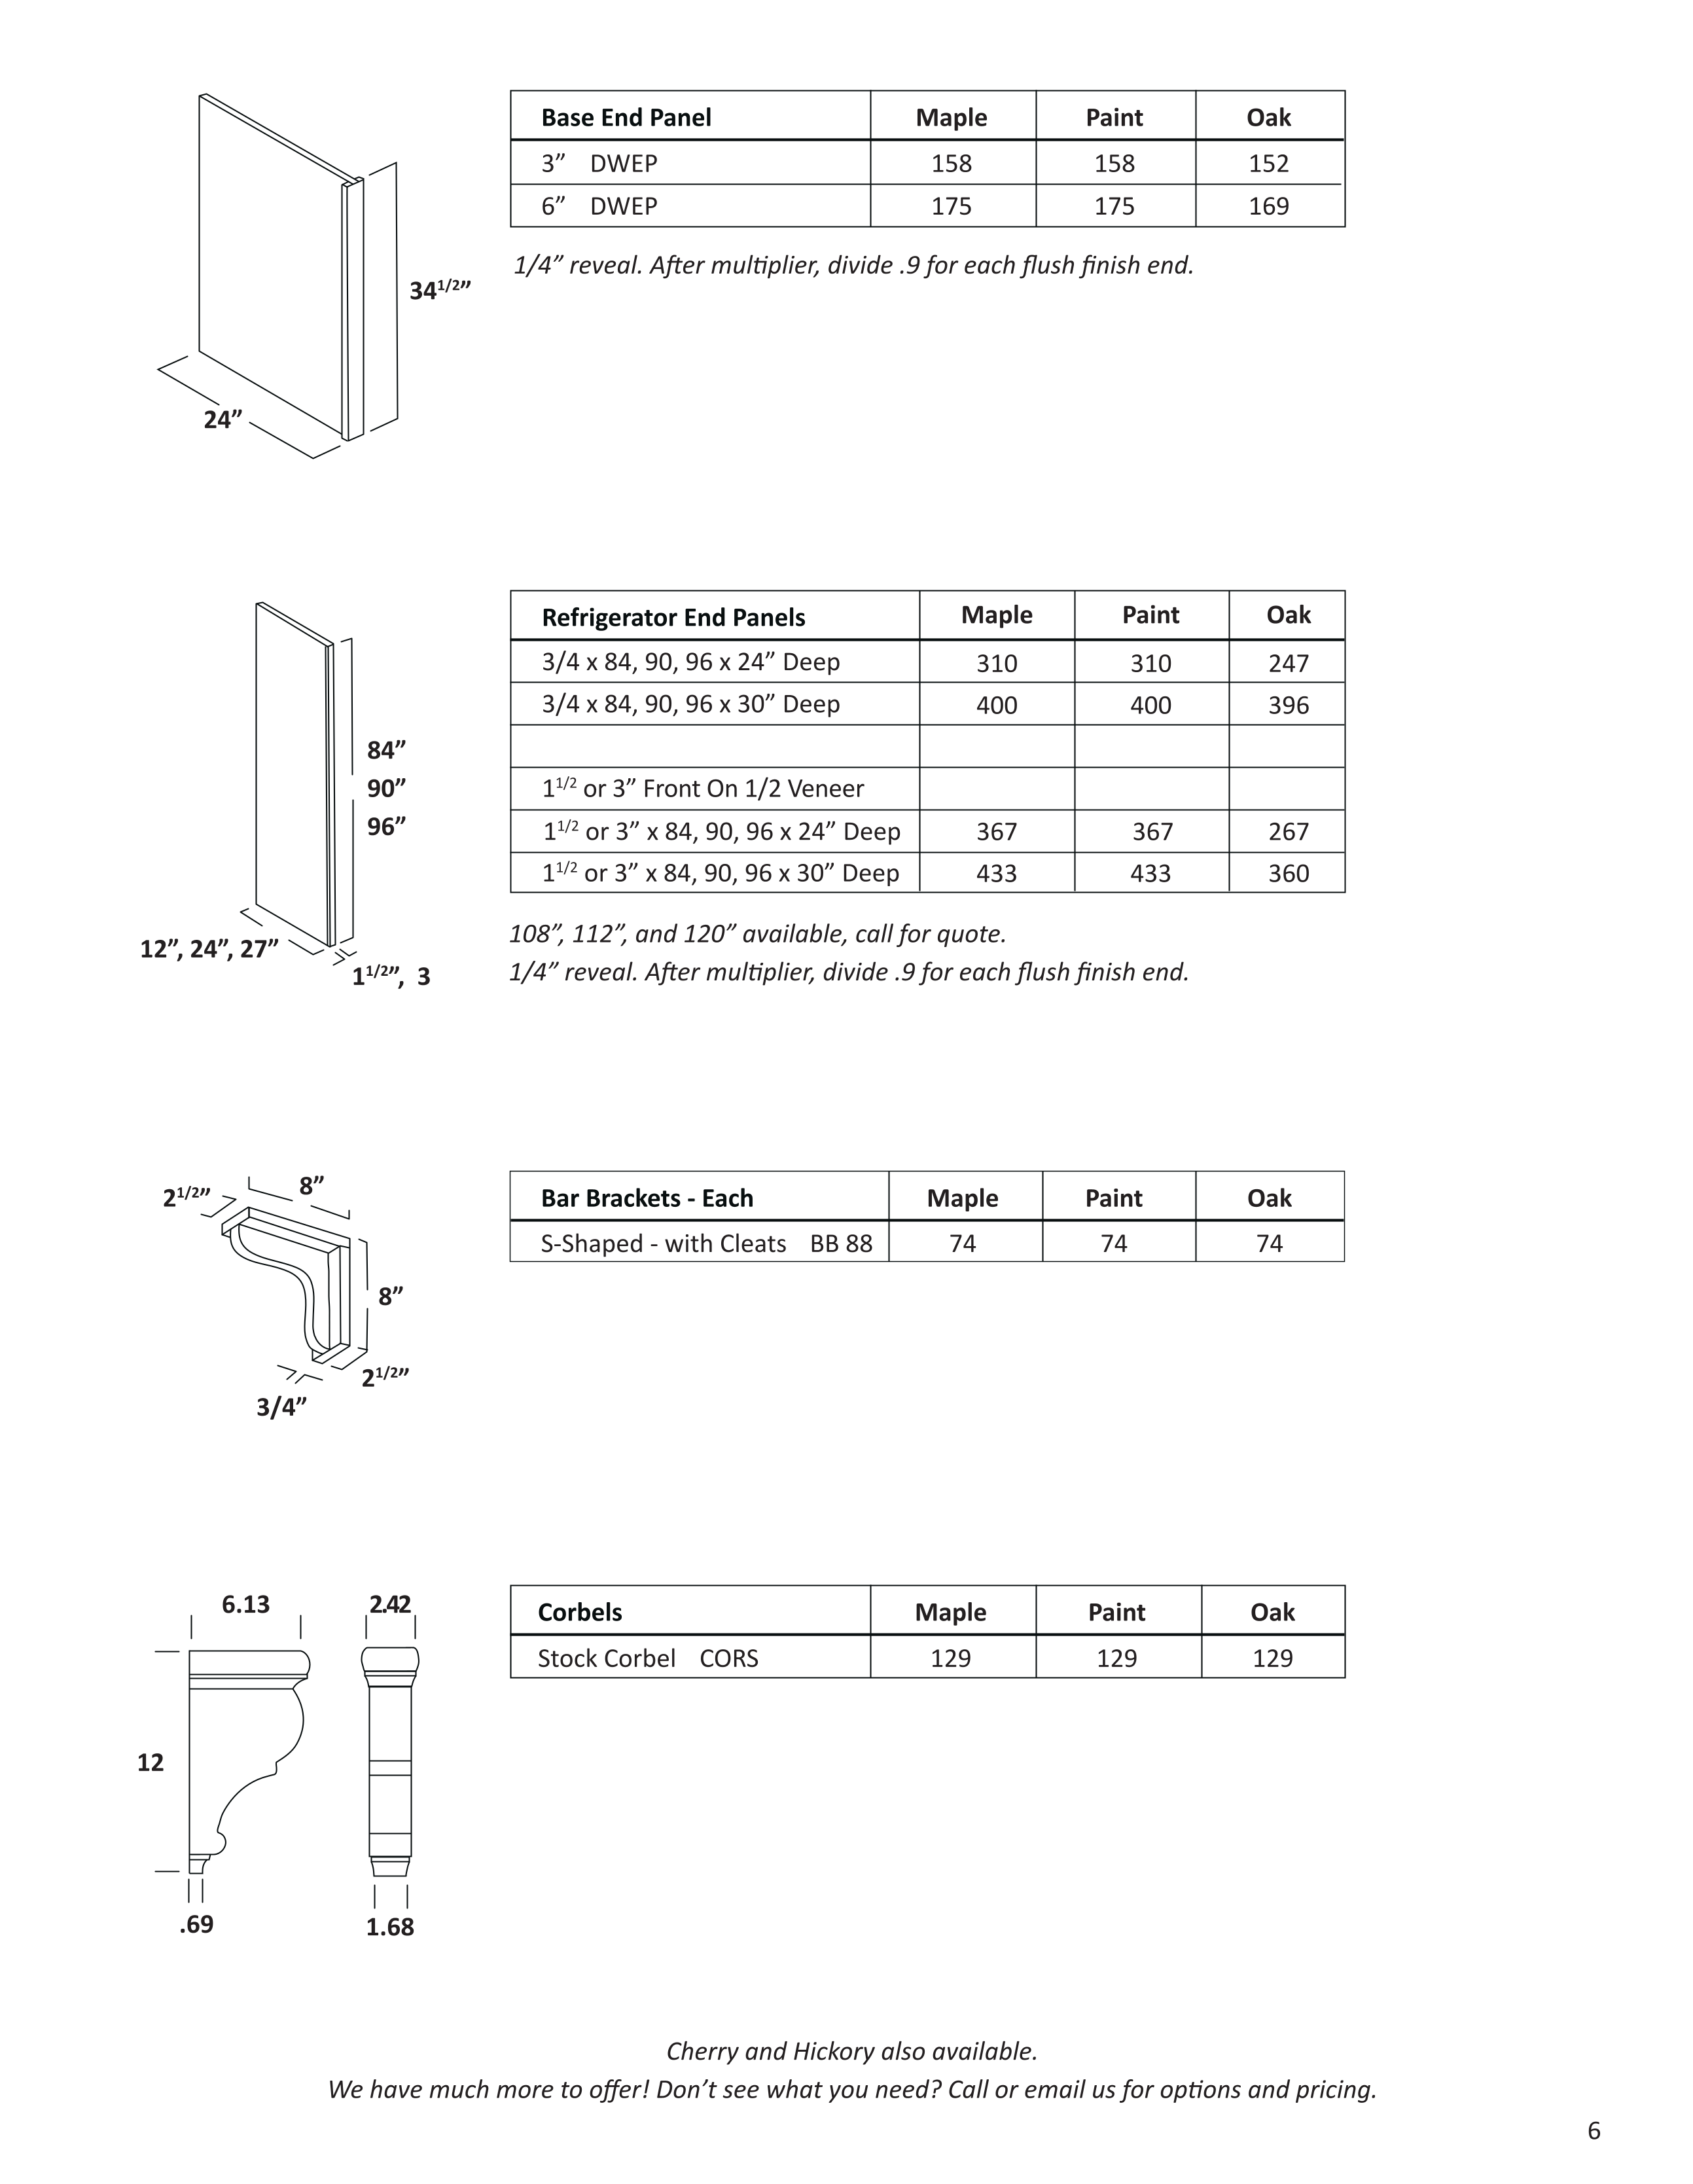 Base End Panel Maple Paint Oak
3” DWEP 158 158 152
6” DWEP 175 175 169
1/4” reveal. After multiplier, divide .9 for each flush finish end.
34 1/2”
24”
Refrigerator End Panels Maple Paint Oak
3/4 x 84, 90, 96 x 24” Deep 310 310 247
3/4 x 84, 90, 96 x 30” Deep 400 400 396
1 1/2 or 3” Front On 1/2 Veneer
1 1/2 or 3” x 84, 90, 96 x 24” Deep 367 367 267
1 1/2 or 3” x 84, 90, 96 x 30” Deep 433 433 360
84”
90”
96”
12”, 24”, 27”
1 1/2”, 3
108”, 112”, and 120” available, call for quote.
1/4” reveal. After multiplier, divide .9 for each flush finish end.
2 1/2”
8”
8”
2 1/2”
3/4”
Bar Brackets - Each Maple Paint Oak
S-Shaped - with Cleats BB 88 74 74 74
6.13
2.42
12
.69
1.68
Corbels Maple Paint Oak
Stock Corbel CORS 129 129 129
Cherry and Hickory also available.
We have much more to offer! Don’t see what you need? Call or email us for options and pricing.
6